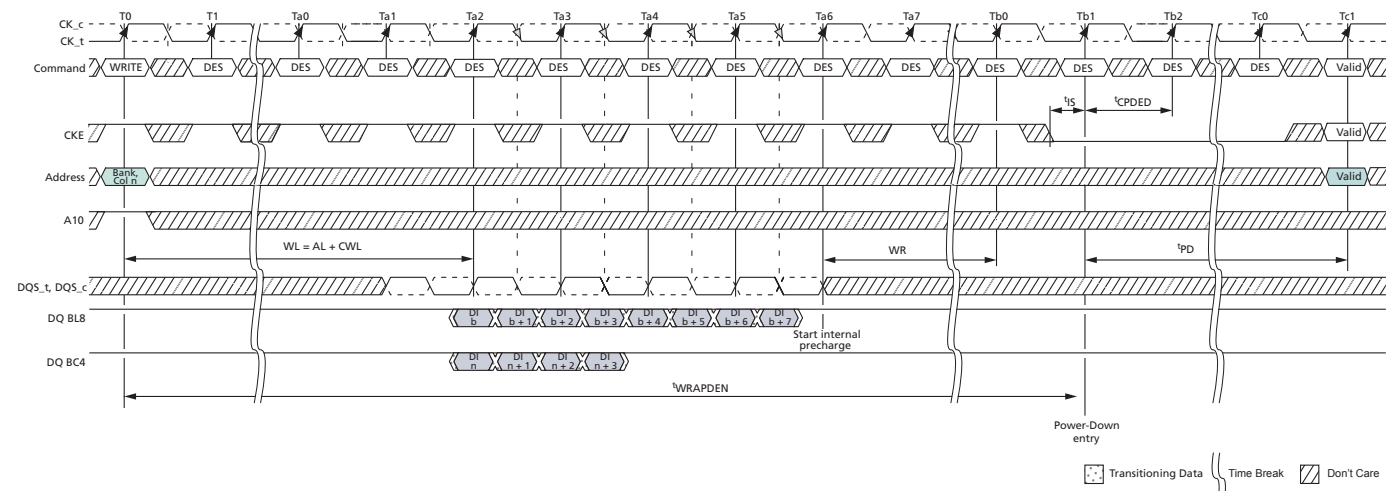 T0 T1 Ta0 Ta1 Ta2 Ta3 Ta4 Ta5 Ta6 Ta7 Tb0 Tb1 Tb2 Tc0 Tc1
CK_c
CK_t
Command WRITE DES DES DES DES DES DES DES DES DES DES DES DES DES Valid
tIS tCPDED
CKE Valid
Address Bank, Col n Valid
A10
WL = AL + CWL WR tPD
DQS_t, DQS_c
DQ BL8 DI b DI b + 1 DI b + 2 DI b + 3 DI b + 4 DI b + 5 DI b + 6 DI b + 7
Start internal
precharge
DQ BC4 DI n DI n + 1 DI n + 2 DI n + 3
tWRAPDEN
Power-Down
entry
Transitioning Data Time Break Don't Care